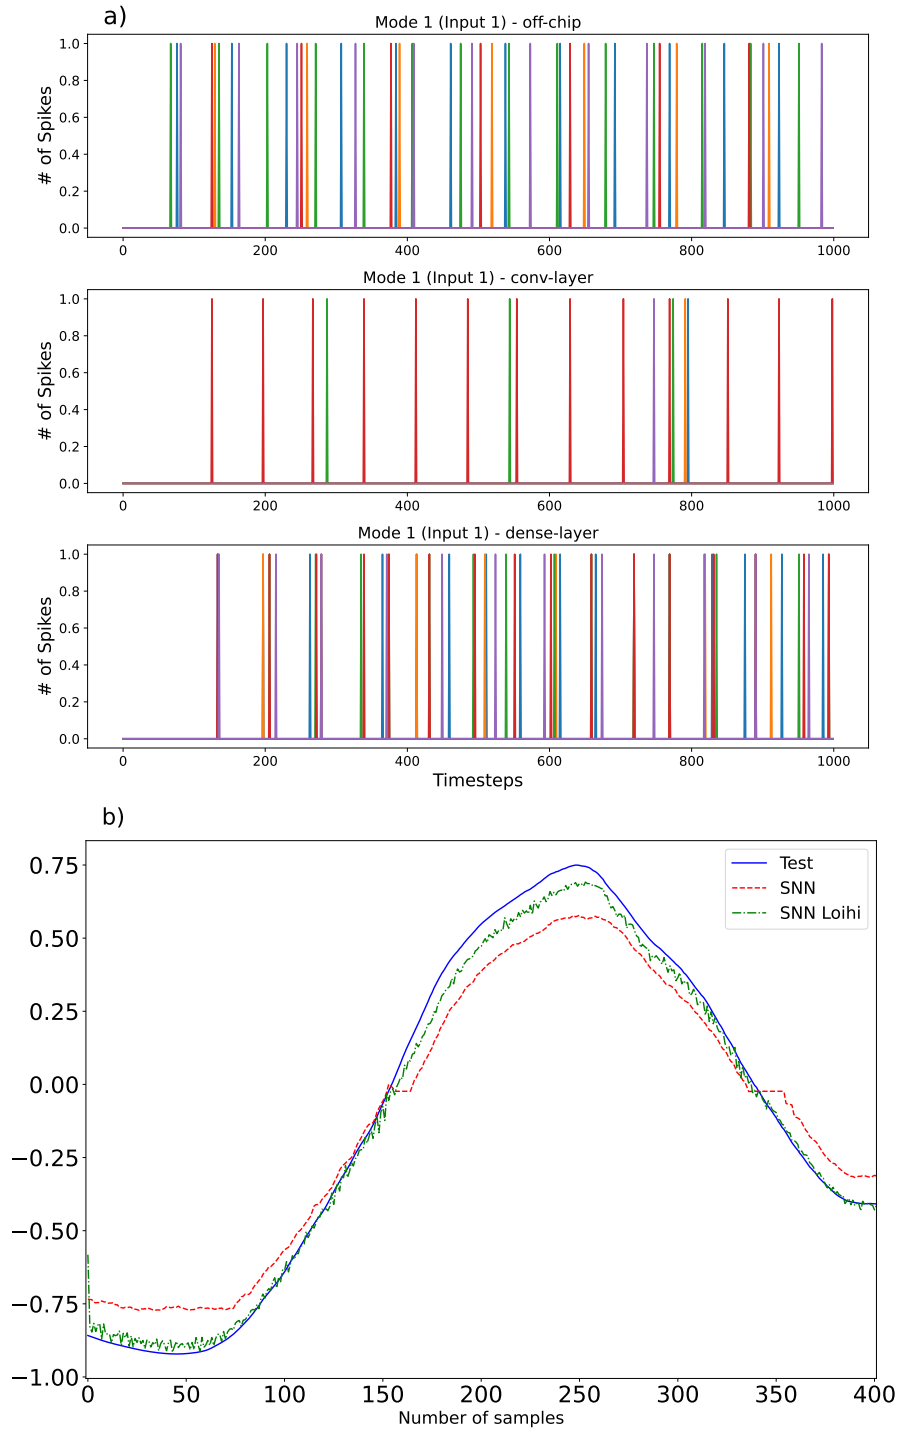 a)
Mode 1 (Input 1) - off-chip
# of Spikes
1.0
0.8
0.6
0.4
0.2
0.0
0 200 400 600 800 1000
Mode 1 (Input 1) - conv-layer
# of Spikes
1.0
0.8
0.6
0.4
0.2
0.0
0 200 400 600 800 1000
Mode 1 (Input 1) - dense-layer
# of Spikes
1.0
0.8
0.6
0.4
0.2
0.0
0 200 400 600 800 1000
Timesteps
b)
Test
SNN
SNN Loihi
0.75
0.50
0.25
0.00
−0.25
−0.50
−0.75
−1.00
0 50 100 150 200 250 300 350 400
Number of samples